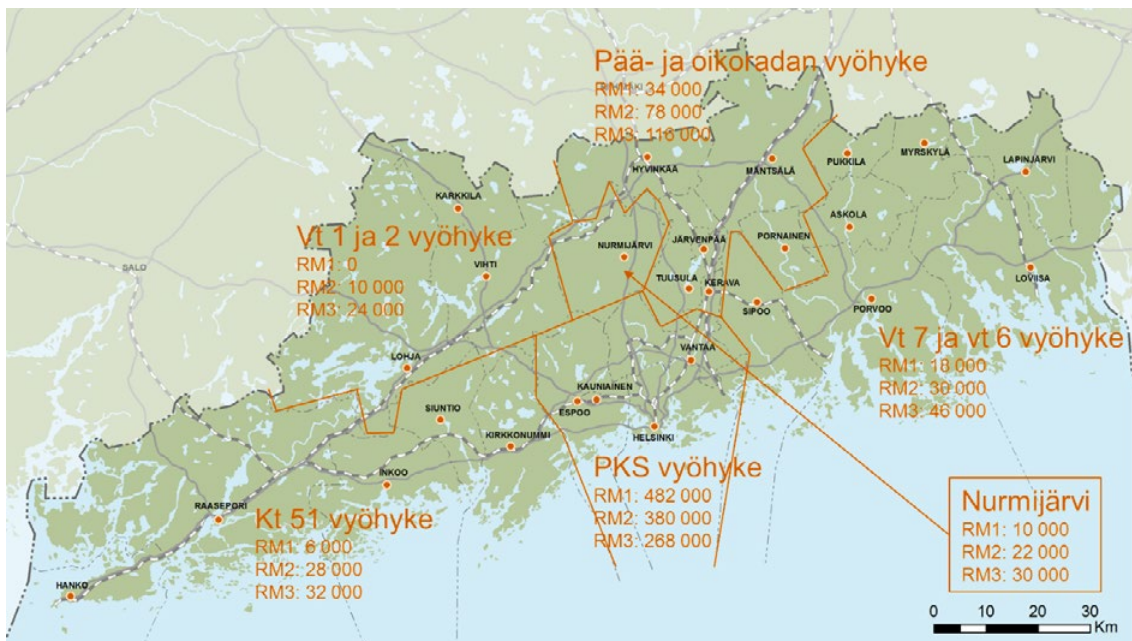 Pää- ja oikoradan vyöhyke
RM1: 34 000
RM2: 78 000
RM3: 116 000
HYVINKÄÄ
MÄNTSÄLÄ
PUKKILA
MYRSKYLÄ
LAPINJÄRVI
KARKKILA
ASKOLA
Vt 1 ja 2 vyöhyke
RM1: 0
RM2: 10 000
RM3: 24 000
SALO
VIHTI
NURMIJÄRVI
JÄRVENPÄÄ
PORNAINEN
TUUSULA
KERAVA
SIPOO
LOVIISA
PORVOO
Vt 7 ja vt 6 vyöhyke
RM1: 18 000
RM2: 30 000
RM3: 46 000
LOHJA
VANTAA
KAUNIAINEN
ESPOO
SIUNTIO
HELSINKI
KIRKKONUMMI
PKS vyöhyke
RM1: 482 000
RM2: 380 000
RM3: 268 000
INKOO
RAASEPORI
Kt 51 vyöhyke
RM1: 6 000
RM2: 28 000
RM3: 32 000
HANKO
Nurmijärvi
RM1: 10 000
RM2: 22 000
RM3: 30 000
0 10 20 30
Km